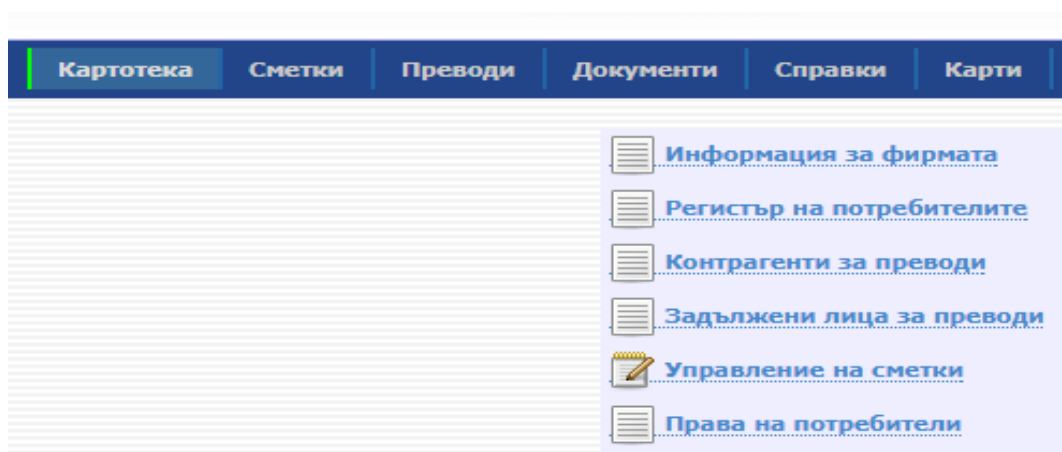 Картотека Сметки Преводи Документи Справки Карти
Информация за фирмата
Регистър на потребителите
Контрагенти за преводи
Задължени лица за преводи
Управление на сметки
Права на потребители